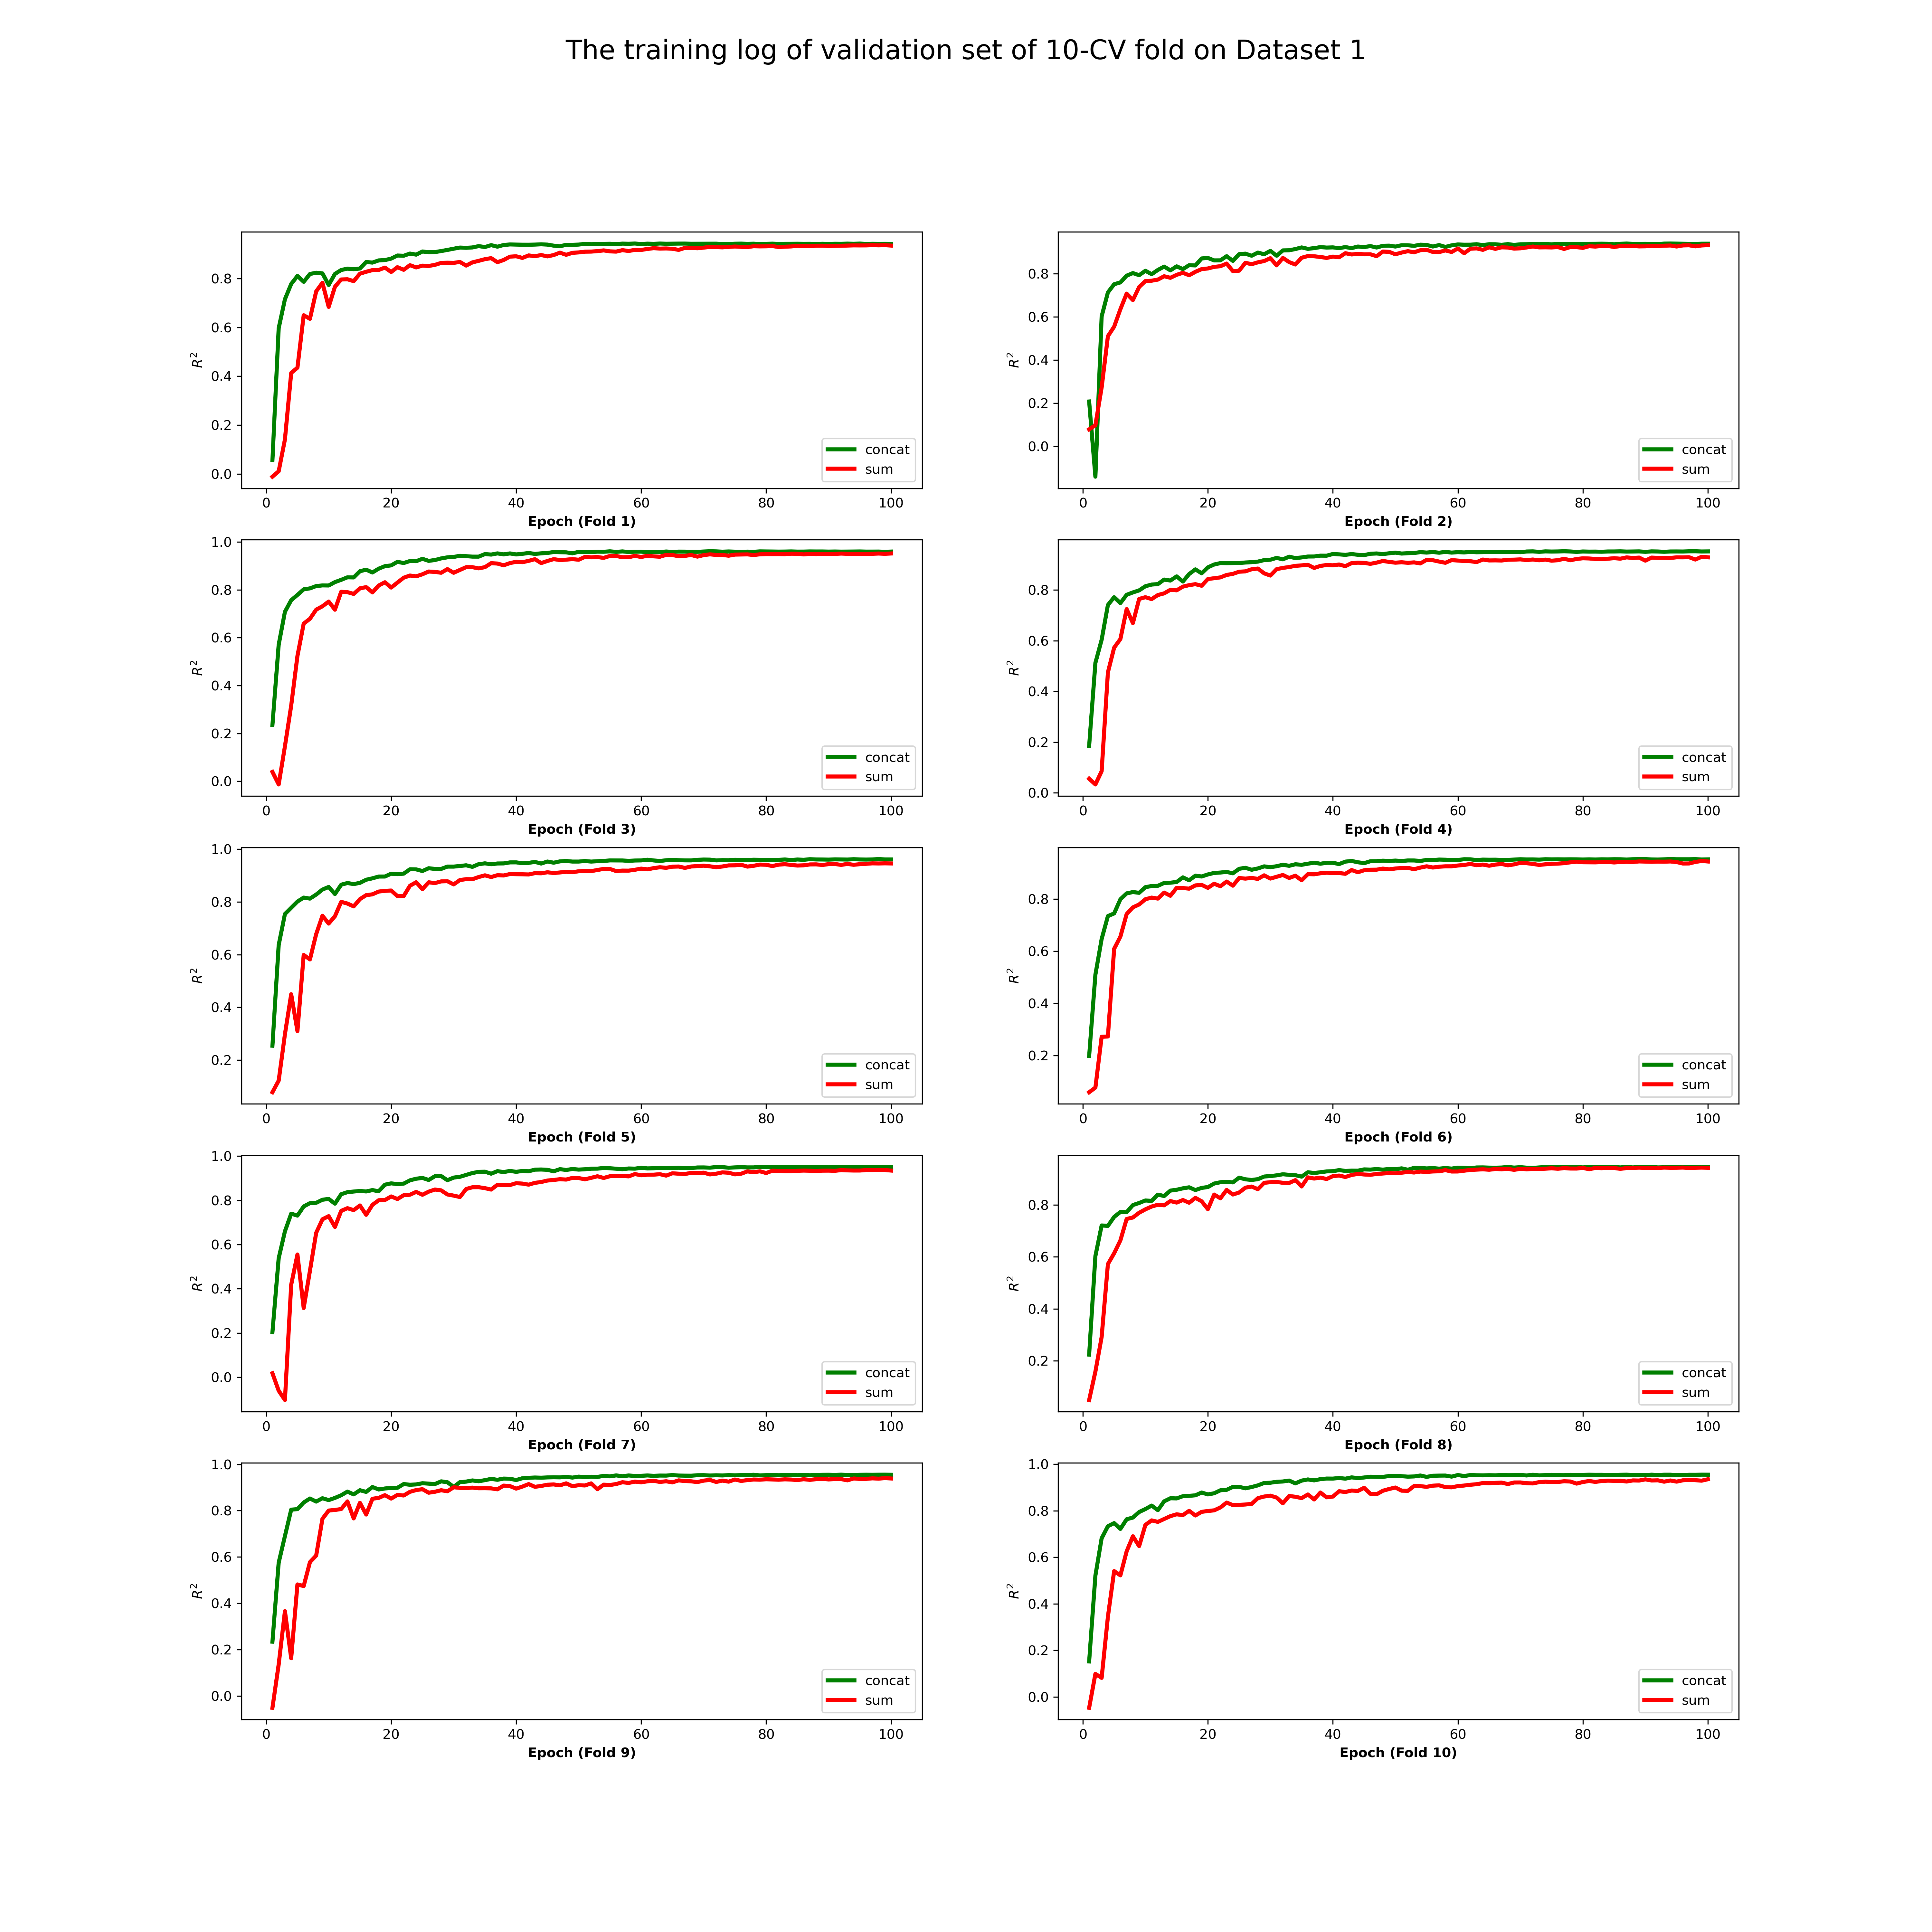 The training log of validation set of 10-CV fold on Dataset 1
0.8
0.6
0.4
0.2
0.0
R²
concat
sum
0 20 40 60 80 100
Epoch (Fold 1)
0.8
0.6
0.4
0.2
0.0
R²
concat
sum
0 20 40 60 80 100
Epoch (Fold 2)
1.0
0.8
0.6
0.4
0.2
0.0
R²
concat
sum
0 20 40 60 80 100
Epoch (Fold 3)
0.8
0.6
0.4
0.2
0.0
R²
concat
sum
0 20 40 60 80 100
Epoch (Fold 4)
1.0
0.8
0.6
0.4
0.2
R²
concat
sum
0 20 40 60 80 100
Epoch (Fold 5)
0.8
0.6
0.4
0.2
R²
concat
sum
0 20 40 60 80 100
Epoch (Fold 6)
1.0
0.8
0.6
0.4
0.2
0.0
R²
concat
sum
0 20 40 60 80 100
Epoch (Fold 7)
0.8
0.6
0.4
0.2
R²
concat
sum
0 20 40 60 80 100
Epoch (Fold 8)
1.0
0.8
0.6
0.4
0.2
0.0
R²
concat
sum
0 20 40 60 80 100
Epoch (Fold 9)
1.0
0.8
0.6
0.4
0.2
0.0
R²
concat
sum
0 20 40 60 80 100
Epoch (Fold 10)